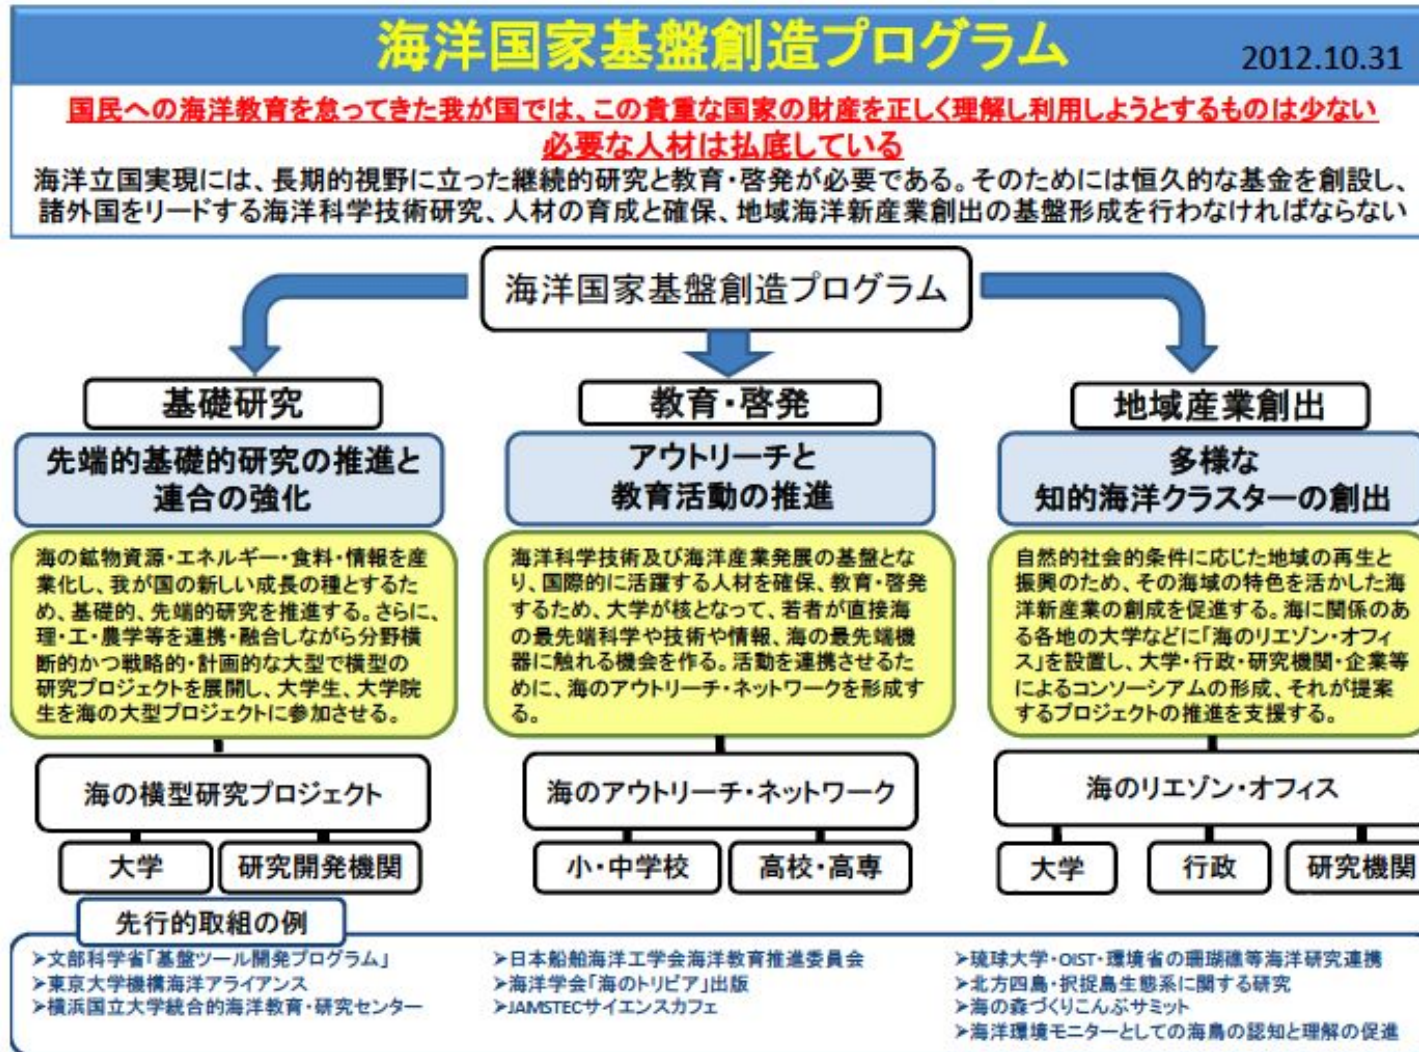 海洋国家基盤創造プログラム
2012.10.31
国民への海洋教育を怠ってきた我が国では、この貴重な国家の財産を正しく理解し利用しようとするものは少ない
必要な人材は払底している
海洋立国実現には、長期的視野に立った継続的研究と教育・啓発が必要である。そのためには恒久的な基金を創設し、
諸外国をリードする海洋科学技術研究、人材の育成と確保、地域海洋新産業創出の基盤形成を行わなければならない
海洋国家基盤創造プログラム
基礎研究
先端的基礎的研究の推進と
連合の強化
海の鉱物資源・エネルギー・食料・情報を産
業化し、我が国の新しい成長の種とするた
め、基礎的、先端的研究を推進する。さらに、
理・工・農学等を連携・融合しながら分野横
断的かつ戦略的・計画的な大型で横型の
研究プロジェクトを展開し、大学生、大学院
生を海の大型プロジェクトに参加させる。
海の横型研究プロジェクト
大学
研究開発機関
教育・啓発
アウトリーチと
教育活動の推進
海洋科学技術及び海洋産業発展の基盤とな
り、国際的に活躍する人材を確保、教育・啓発
するため、大学が核となって、若者が直接海
の最先端科学や技術や情報、海の最先端機
器に触れる機会を作る。活動を連携させるた
めに、海のアウトリーチ・ネットワークを形成す
る。
海のアウトリーチ・ネットワーク
小・中学校
高校・高専
地域産業創出
多様な
知的海洋クラスターの創出
自然的社会的条件に応じた地域の再生と
振興のため、その海域の特色を活かした海
洋新産業の創成を促進する。海に関係のあ
る各地の大学などに「海のリエゾン・オフィ
ス」を設置し、大学・行政・研究機関・企業等
によるコンソーシアムの形成、それが提案
するプロジェクトの推進を支援する。
海のリエゾン・オフィス
大学
行政
研究機関
先行的取組の例
➢文部科学省「基盤ツール開発プログラム」
➢東京大学機構海洋アライアンス
➢横浜国立大学統合的海洋教育・研究センター
➢日本船舶海洋工学会海洋教育推進委員会
➢海洋学会「海のトリビア」出版
➢JAMSTECサイエンスカフェ
➢琉球大学・OIST・環境省の珊瑚礁等海洋研究連携
➢北方四島・択捉島生態系に関する研究
➢海の森づくりこんぶサミット
➢海洋環境モニターとしての海鳥の認知と理解の促進